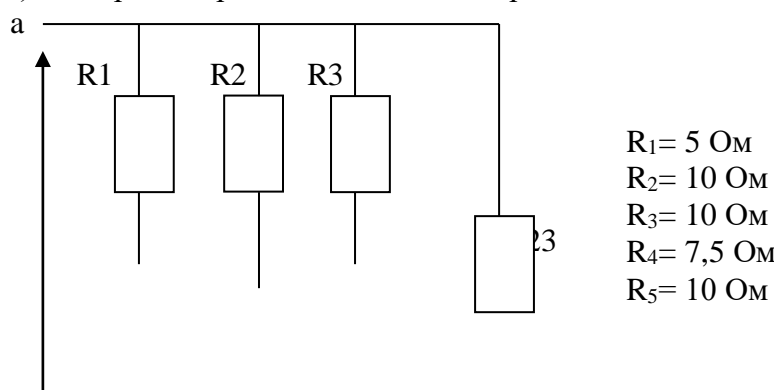 а
R1 R2 R3
R₁= 5 Ом
R₂= 10 Ом
R₃= 10 Ом
23
R₄= 7,5 Ом
R₅= 10 Ом